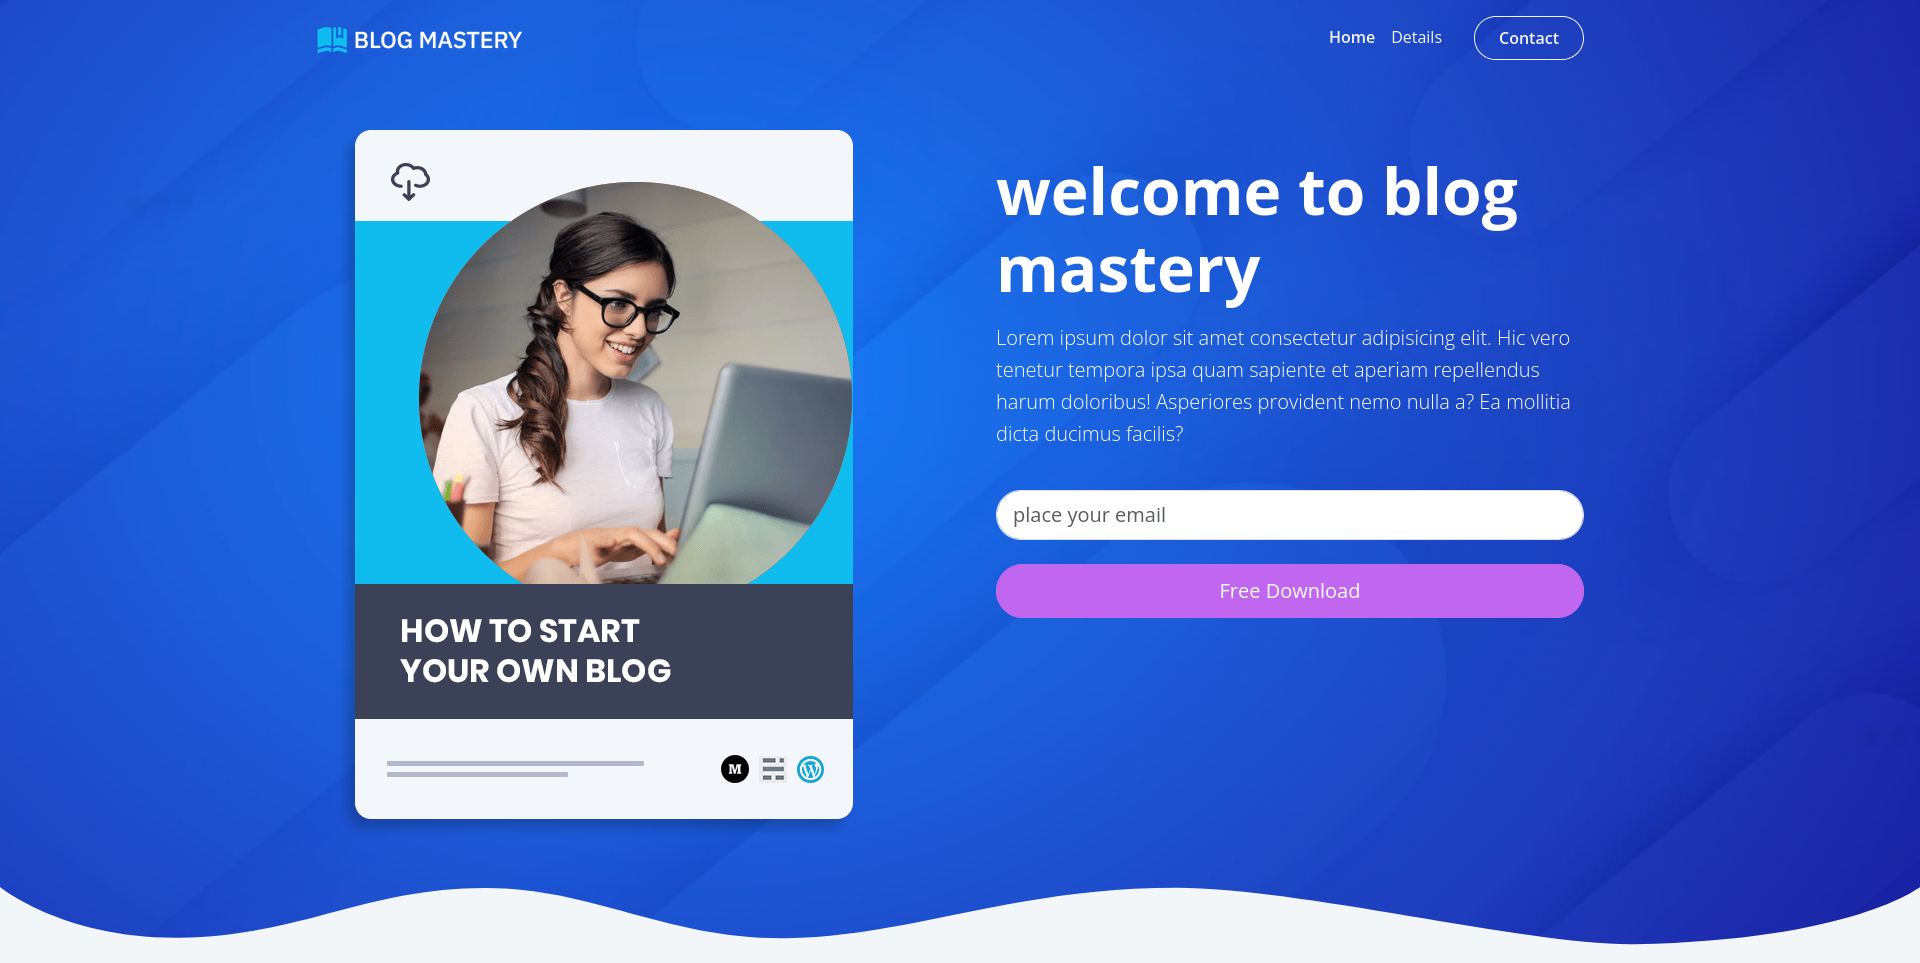 BLOG MASTERY
Home
Details
Contact
HOW TO START
YOUR OWN BLOG
M
W
welcome to blog
mastery
Lorem ipsum dolor sit amet consectetur adipisicing elit. Hic vero
tenetur tempora ipsa quam sapiente et aperiam repellendus
harum doloribus! Asperiores provident nemo nulla a? Ea mollitia
dicta ducimus facilis?
place your email
Free Download